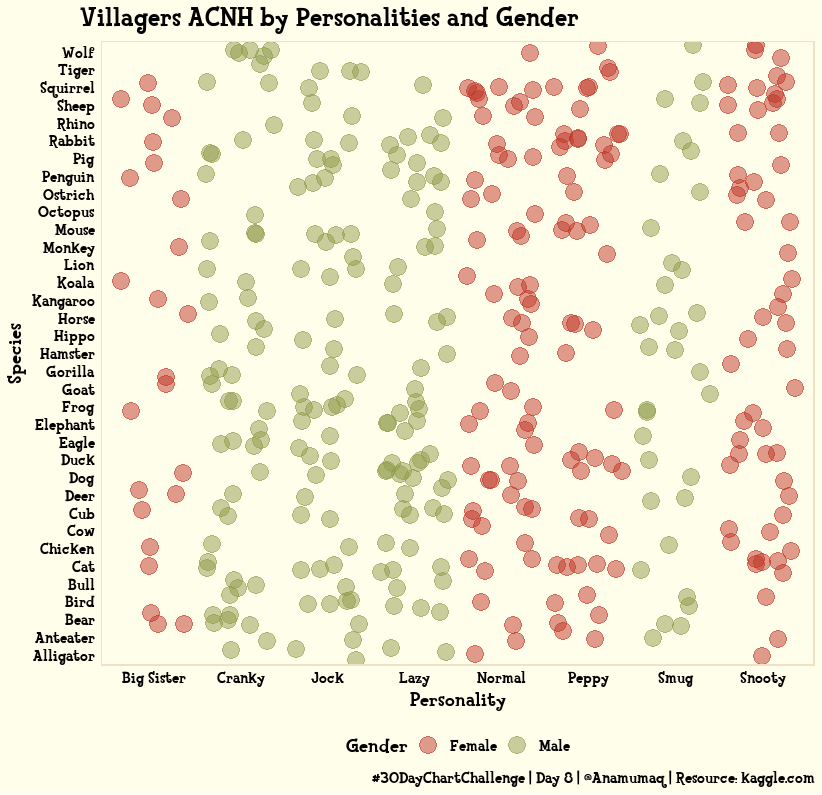 Villagers ACNH by Personalities and Gender
Species
Wolf
Tiger
Squirrel
Sheep
Rhino
Rabbit
Pig
Penguin
Ostrich
Octopus
Mouse
Monkey
Lion
Koala
Kangaroo
Horse
Hippo
Hamster
Gorilla
Goat
Frog
Elephant
Eagle
Duck
Dog
Deer
Cub
Cow
Chicken
Cat
Bull
Bird
Bear
Anteater
Alligator
Big Sister Cranky Jock Lazy Normal Peppy Smug Snooty
Personality
Gender Female Male
#30DayChartChallenge | Day 8 | @Anamumaq | Resource: Kaggle.com